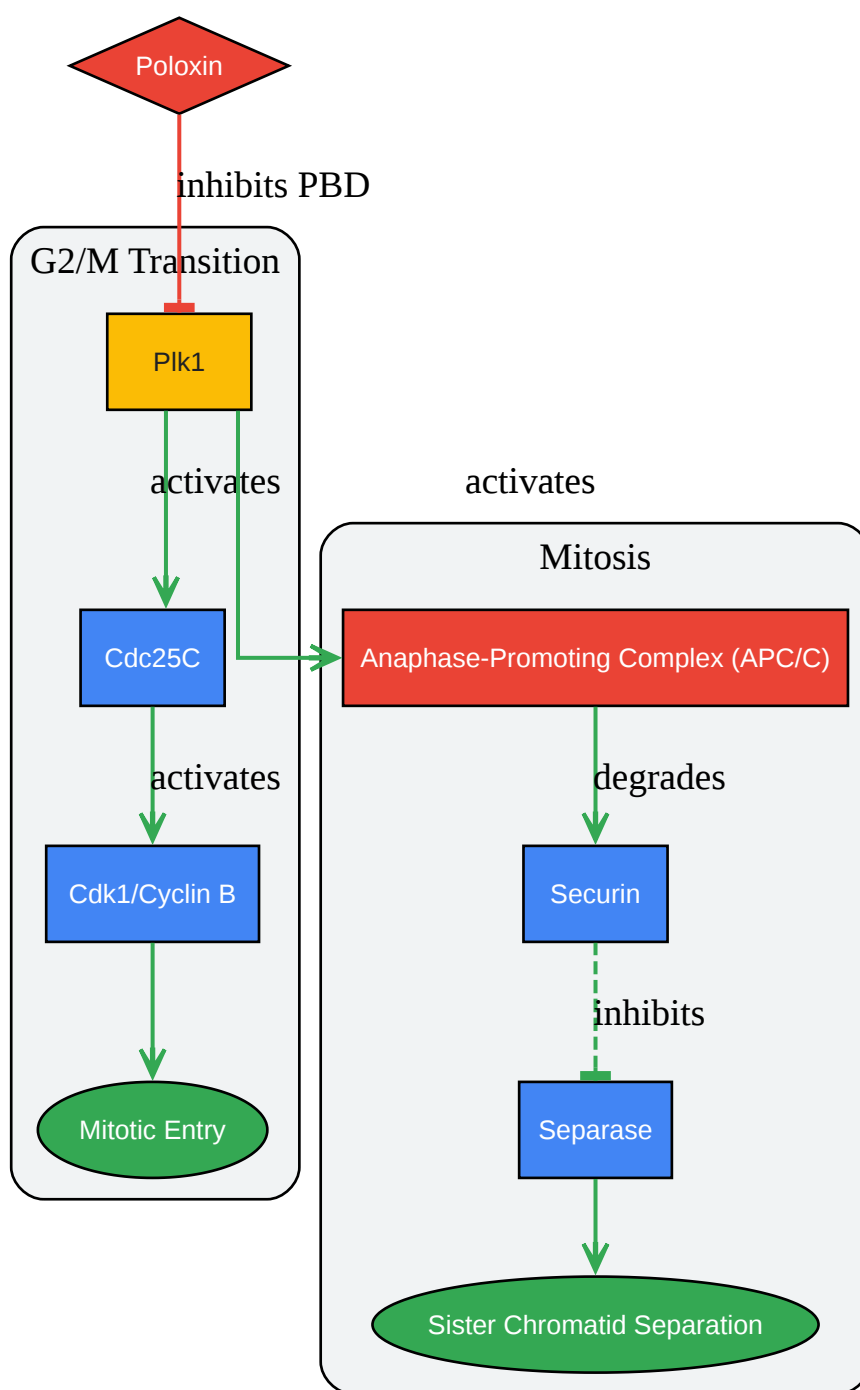 Poloxin
inhibits PBD
G2/M Transition
Plk1
activates
activates
Mitosis
Cdc25C
Anaphase-Promoting Complex (APC/C)
activates
degrades
Cdk1/Cyclin B
Securin
inhibits
Mitotic Entry
Separase
Sister Chromatid Separation